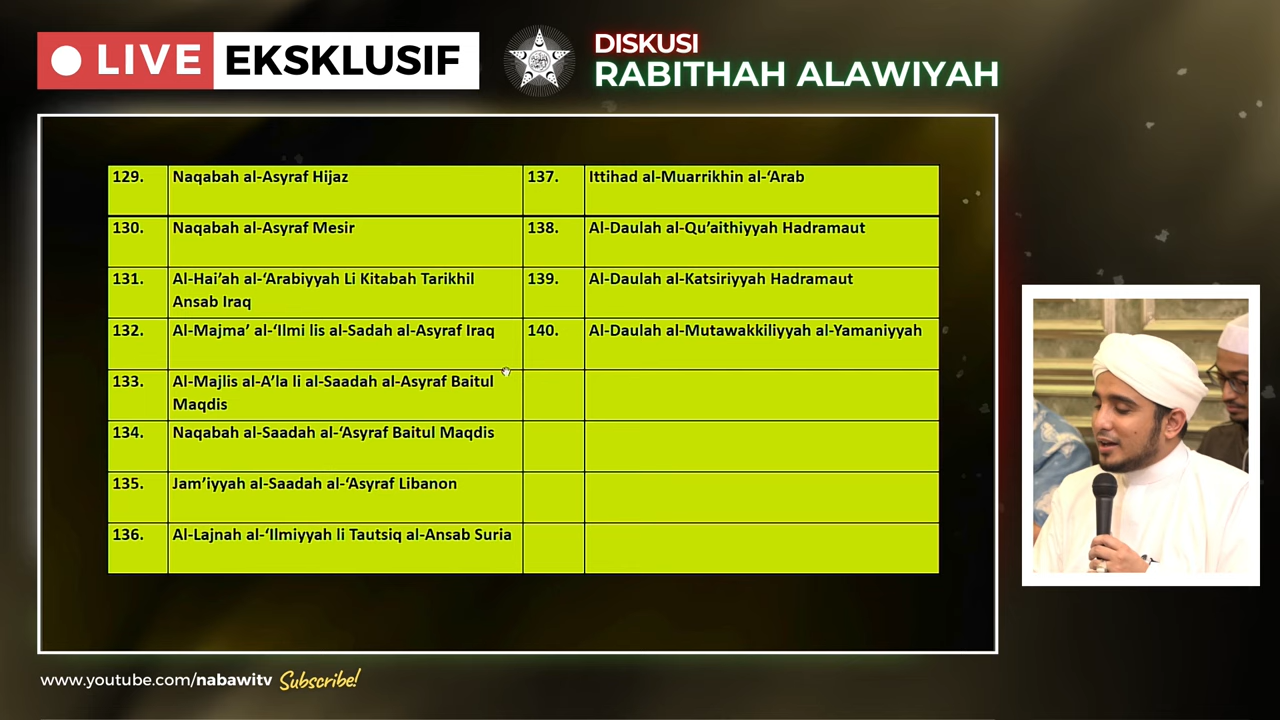 LIVE EKSKLUSIF
DISKUSI
RABITHAH ALAWIYAH
129. Naqabah al-Asyraf Hijaz
130. Naqabah al-Asyraf Mesir
131. Al-Hai’ah al-‘Arabiyyah Li Kitabah Tarikhil
Ansab Iraq
132. Al-Majma’ al-‘Ilmi lis al-Sadah al-Asyraf Iraq
133. Al-Majlis al-A’la li al-Saadah al-Asyraf Baitul
Maqdis
134. Naqabah al-Saadah al-‘Asyraf Baitul Maqdis
135. Jam’iyyah al-Saadah al-‘Asyraf Libanon
136. Al-Lajnah al-‘Ilmiyyah li Tautsiq al-Ansab Suria
137. Ittihad al-Muarrikhin al-‘Arab
138. Al-Daulah al-Qu’aithiyyah Hadramaut
139. Al-Daulah al-Katsiriyyah Hadramaut
140. Al-Daulah al-Mutawakkiliyyah al-Yamaniyyah
www.youtube.com/nabawitv Subscribe!